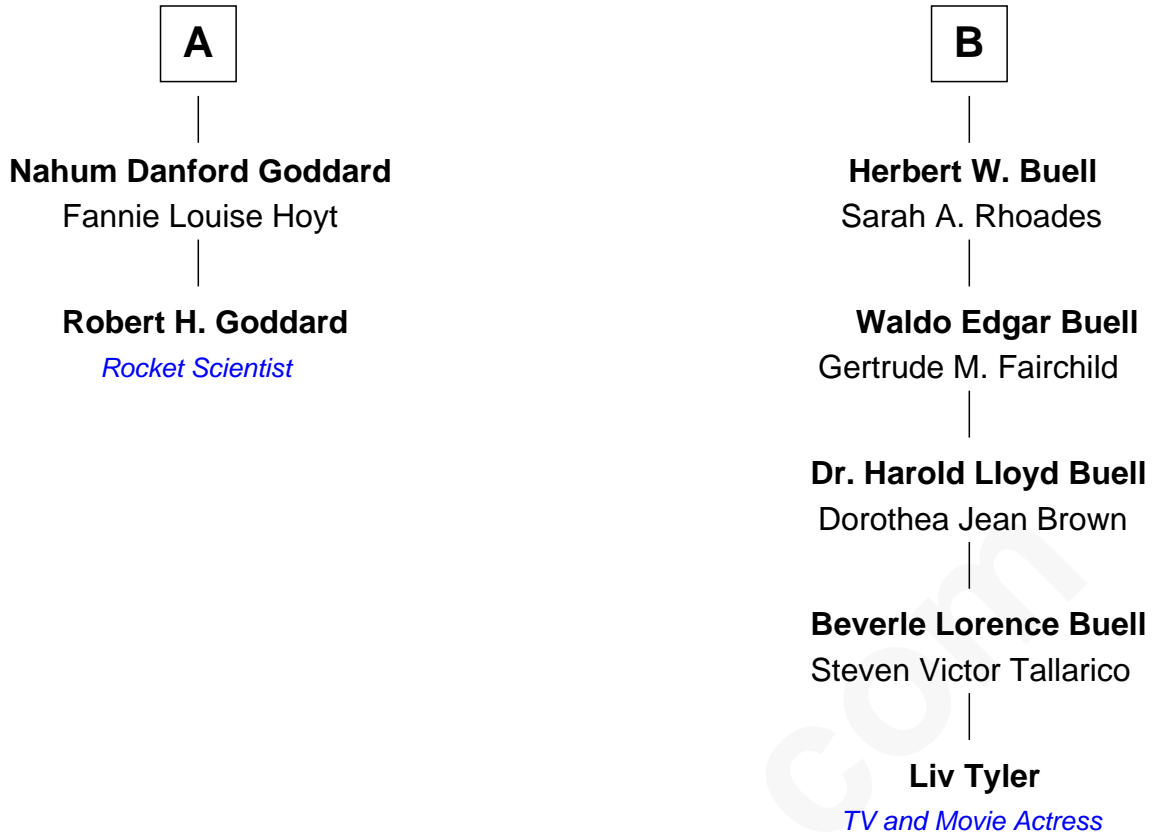 A
Nahum Danford Goddard
Fannie Louise Hoyt
Robert H. Goddard
Rocket Scientist
B
Herbert W. Buell
Sarah A. Rhoades
Waldo Edgar Buell
Gertrude M. Fairchild
Dr. Harold Lloyd Buell
Dorothea Jean Brown
Beverle Lorence Buell
Steven Victor Tallarico
Liv Tyler
TV and Movie Actress
com